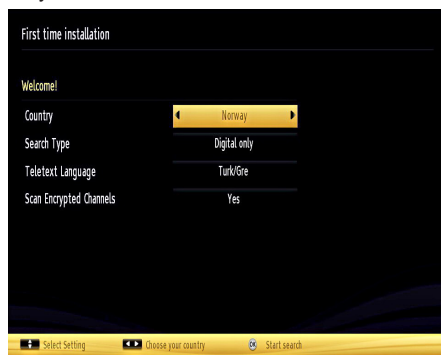 First time installation
Welcome!
Country Norway
Search Type Digital only
Teletext Language Turk/Gre
Scan Encrypted Channels Yes
Select Setting Choose your country OK Start search